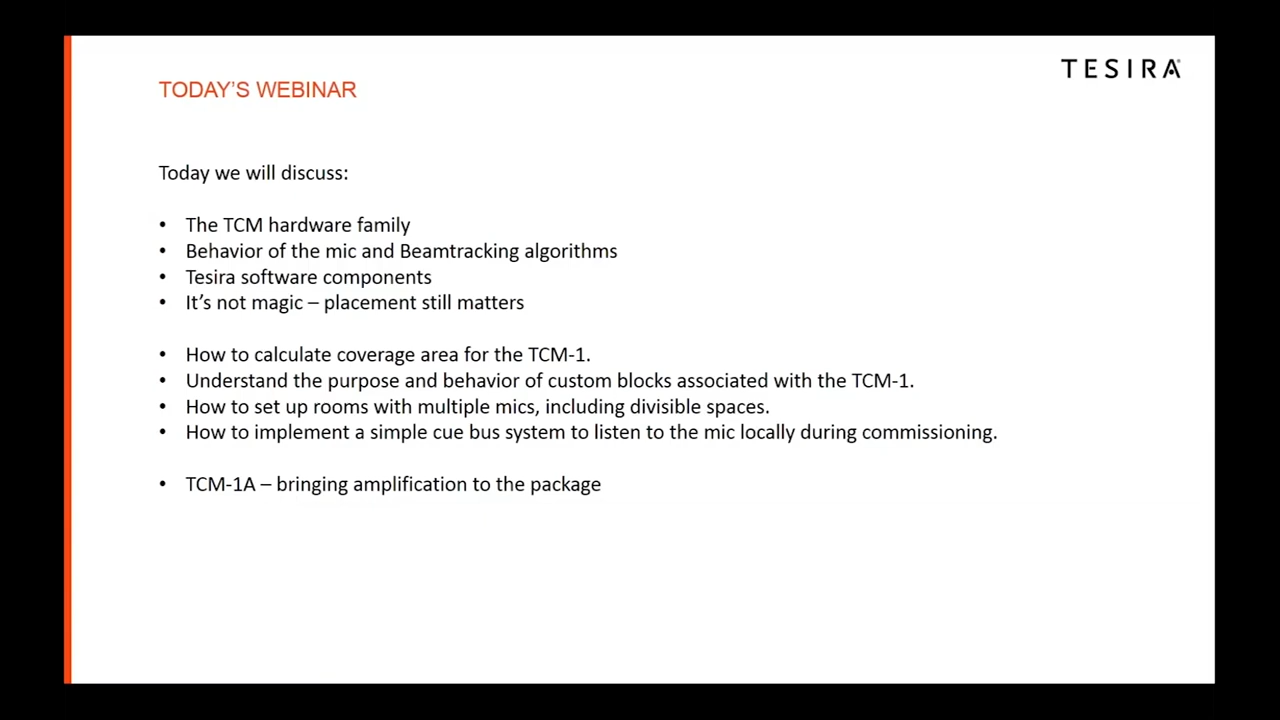 TESIRA
TODAY'S WEBINAR
Today we will discuss:
• The TCM hardware family
• Behavior of the mic and Beamtracking algorithms
• Tesira software components
• It's not magic – placement still matters
• How to calculate coverage area for the TCM-1.
• Understand the purpose and behavior of custom blocks associated with the TCM-1.
• How to set up rooms with multiple mics, including divisible spaces.
• How to implement a simple cue bus system to listen to the mic locally during commissioning.
• TCM-1A – bringing amplification to the package